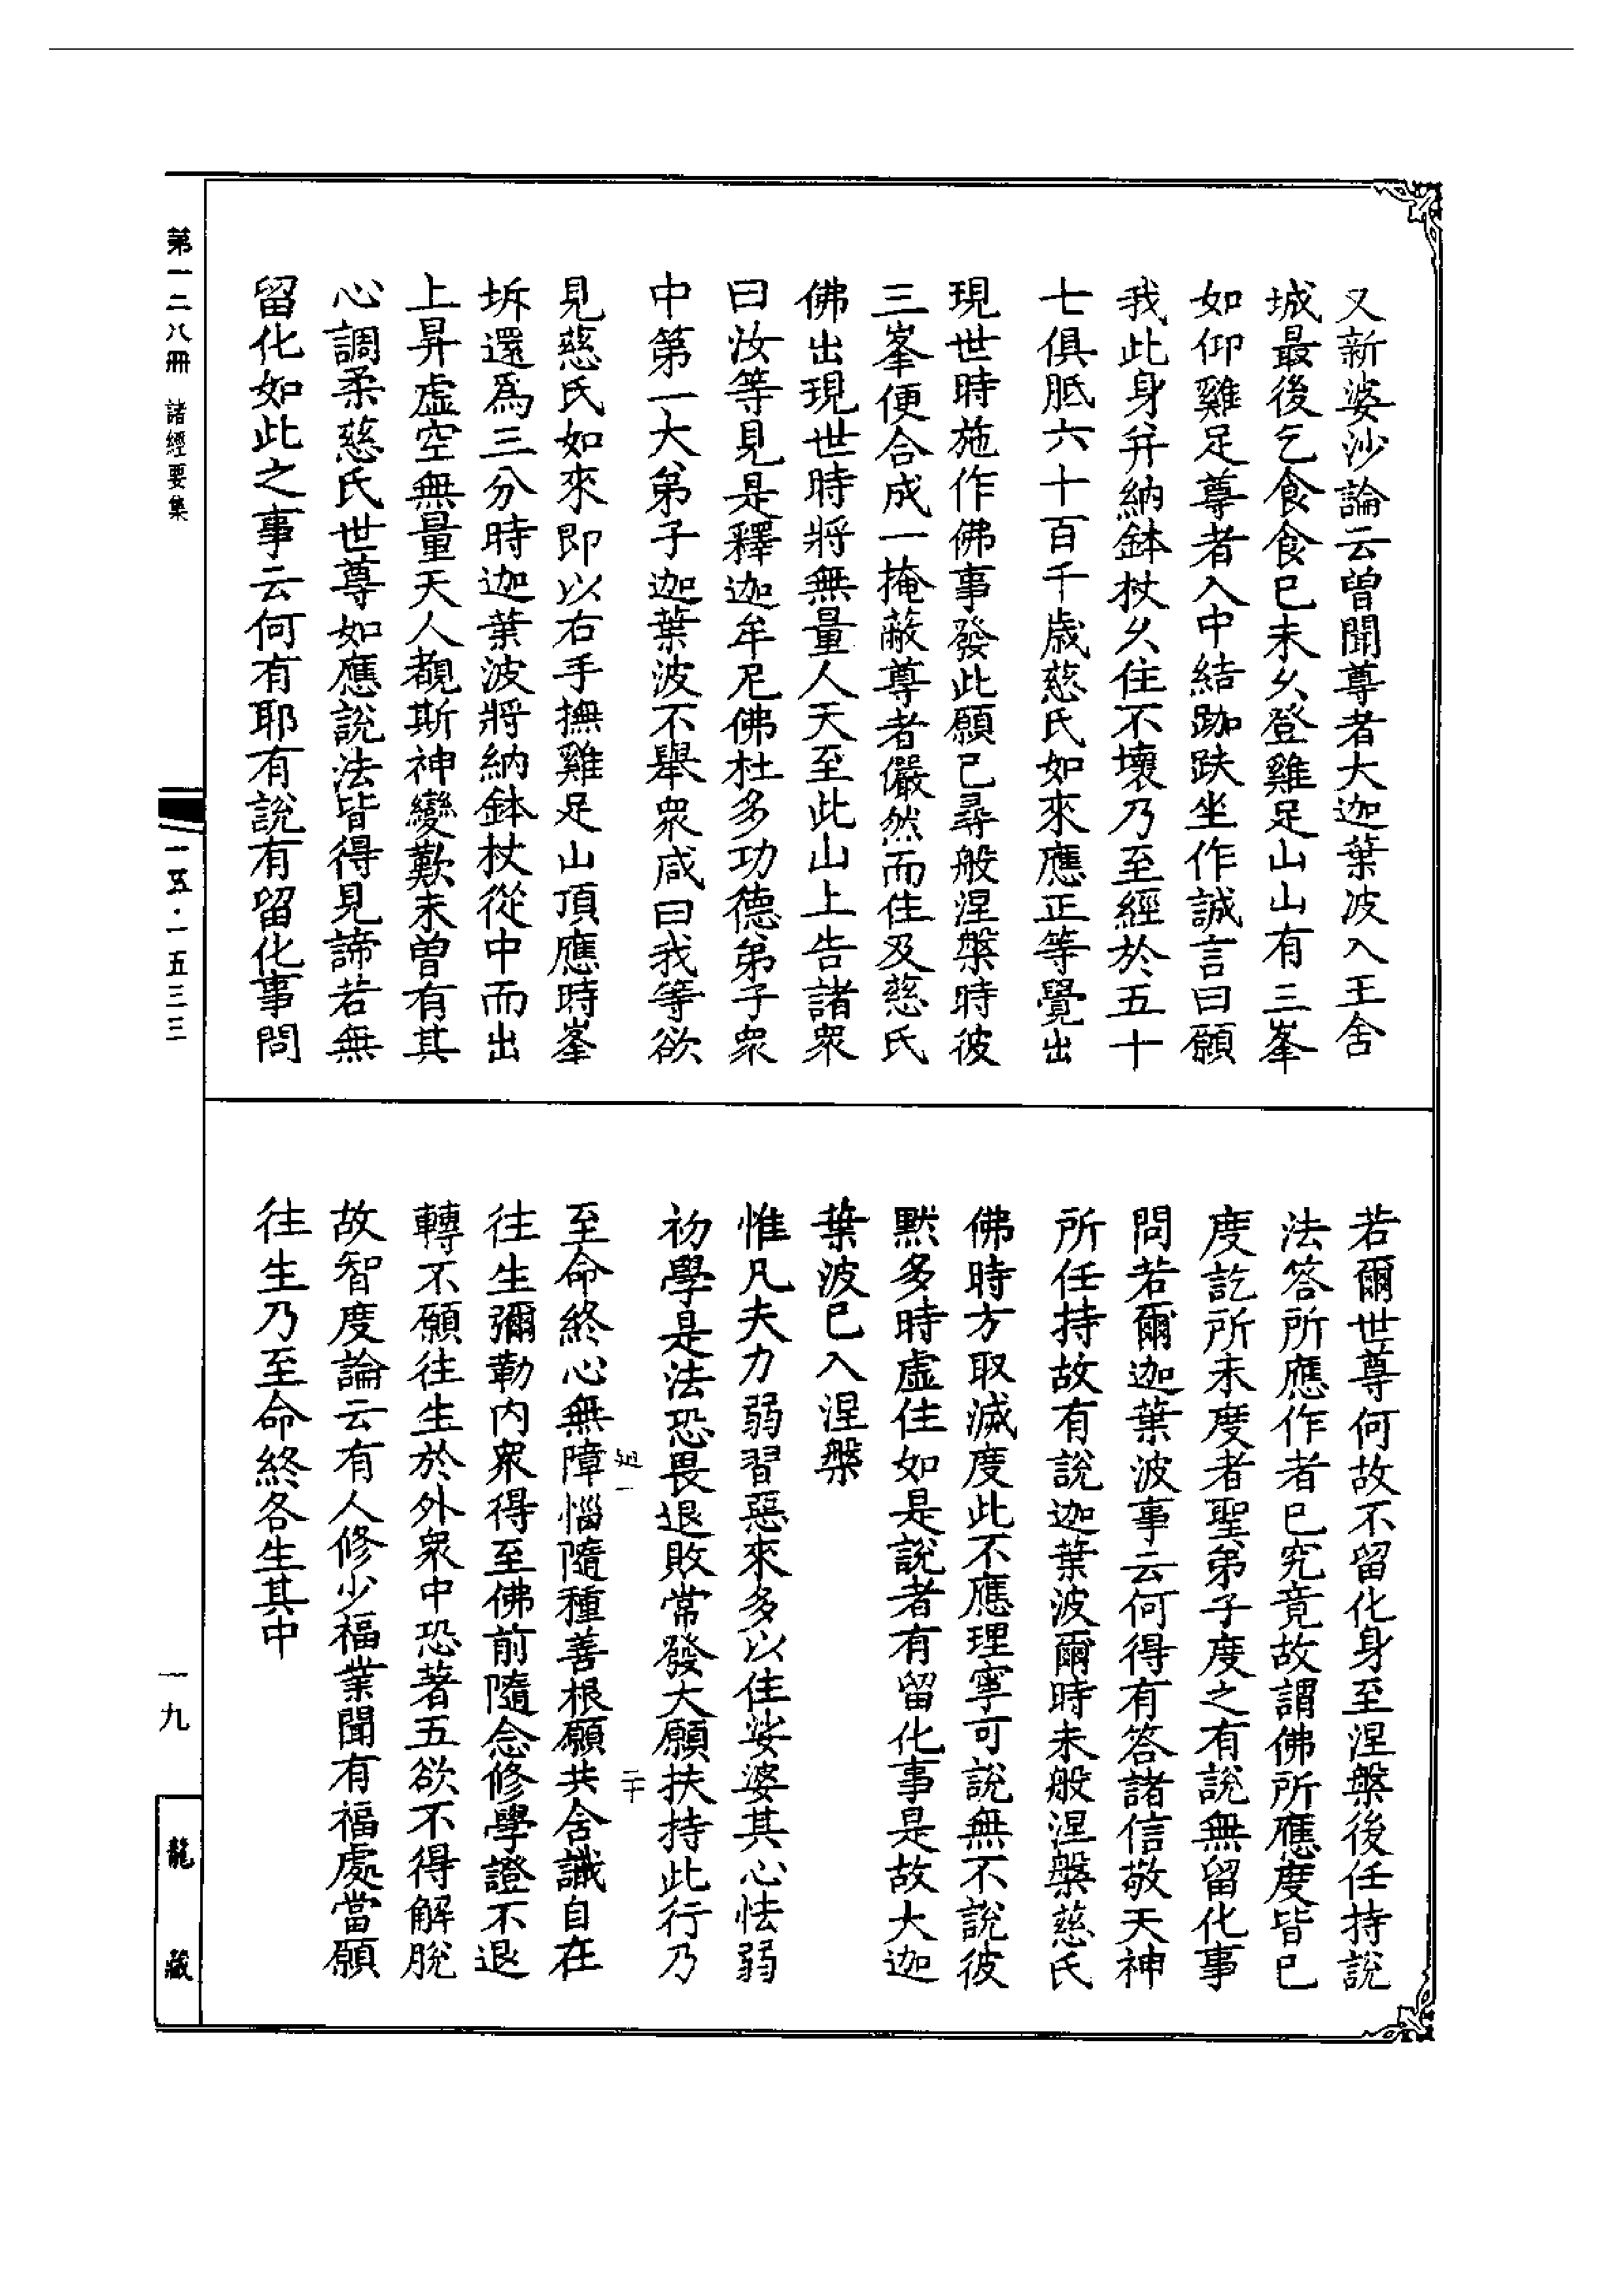 又新婆沙論云曾聞尊者大迦葉波入王舍
城最後乞食食已未久登雞足山山有三峯
如仰雞足尊者入中結跏趺坐作誠言曰願
我此身并納鉢杖久住不壞乃至經於五十
七俱胝六十百千歲慈氏如來應正等覺出
現世時施作佛事發此願已尋般涅槃時彼
三峯便合成一掩蔽尊者儼然而住及慈氏
佛出現世時將無量人天至此山上告諸眾
曰汝等見是釋迦牟尼佛杜多功德弟子眾
中第一大弟子迦葉波不舉眾咸曰我等欲
見慈氏如來即以右手撫雞足山頂應時峯
坼還為三分時迦葉波將納鉢杖從中而出
上昇虛空無量天人覩斯神變歎未曾有其
心調柔慈氏世尊如應說法皆得見諦若無
留化如此之事云何有耶有說有留化事問
若爾世尊何故不留化身至涅槃後任持說
法答所應作者已究竟故謂佛所應度皆已
度訖所未度者聖弟子度之有說無留化事
問若爾迦葉波事云何得有答諸信敬天神
所任持故有說迦葉波爾時未般涅槃慈氏
佛時方取滅度此不應理寧可說無不說彼
默多時虛住如是說者有留化事是故大迦
葉波已入涅槃
惟凡夫力弱習惡來多以住娑婆其心怯弱
初學是法恐畏退敗常發大願扶持此行乃
至命終心無障惱隨種善根願共含識自在
往生彌勒內眾得至佛前隨念修學證不退
轉不願往生於外眾中恐著五欲不得解脫
故智度論云有人修少福業聞有福處當願
往生乃至命終各生其中
第一二八冊 諸經要集
一五·一五三三
一九
龍藏
二十